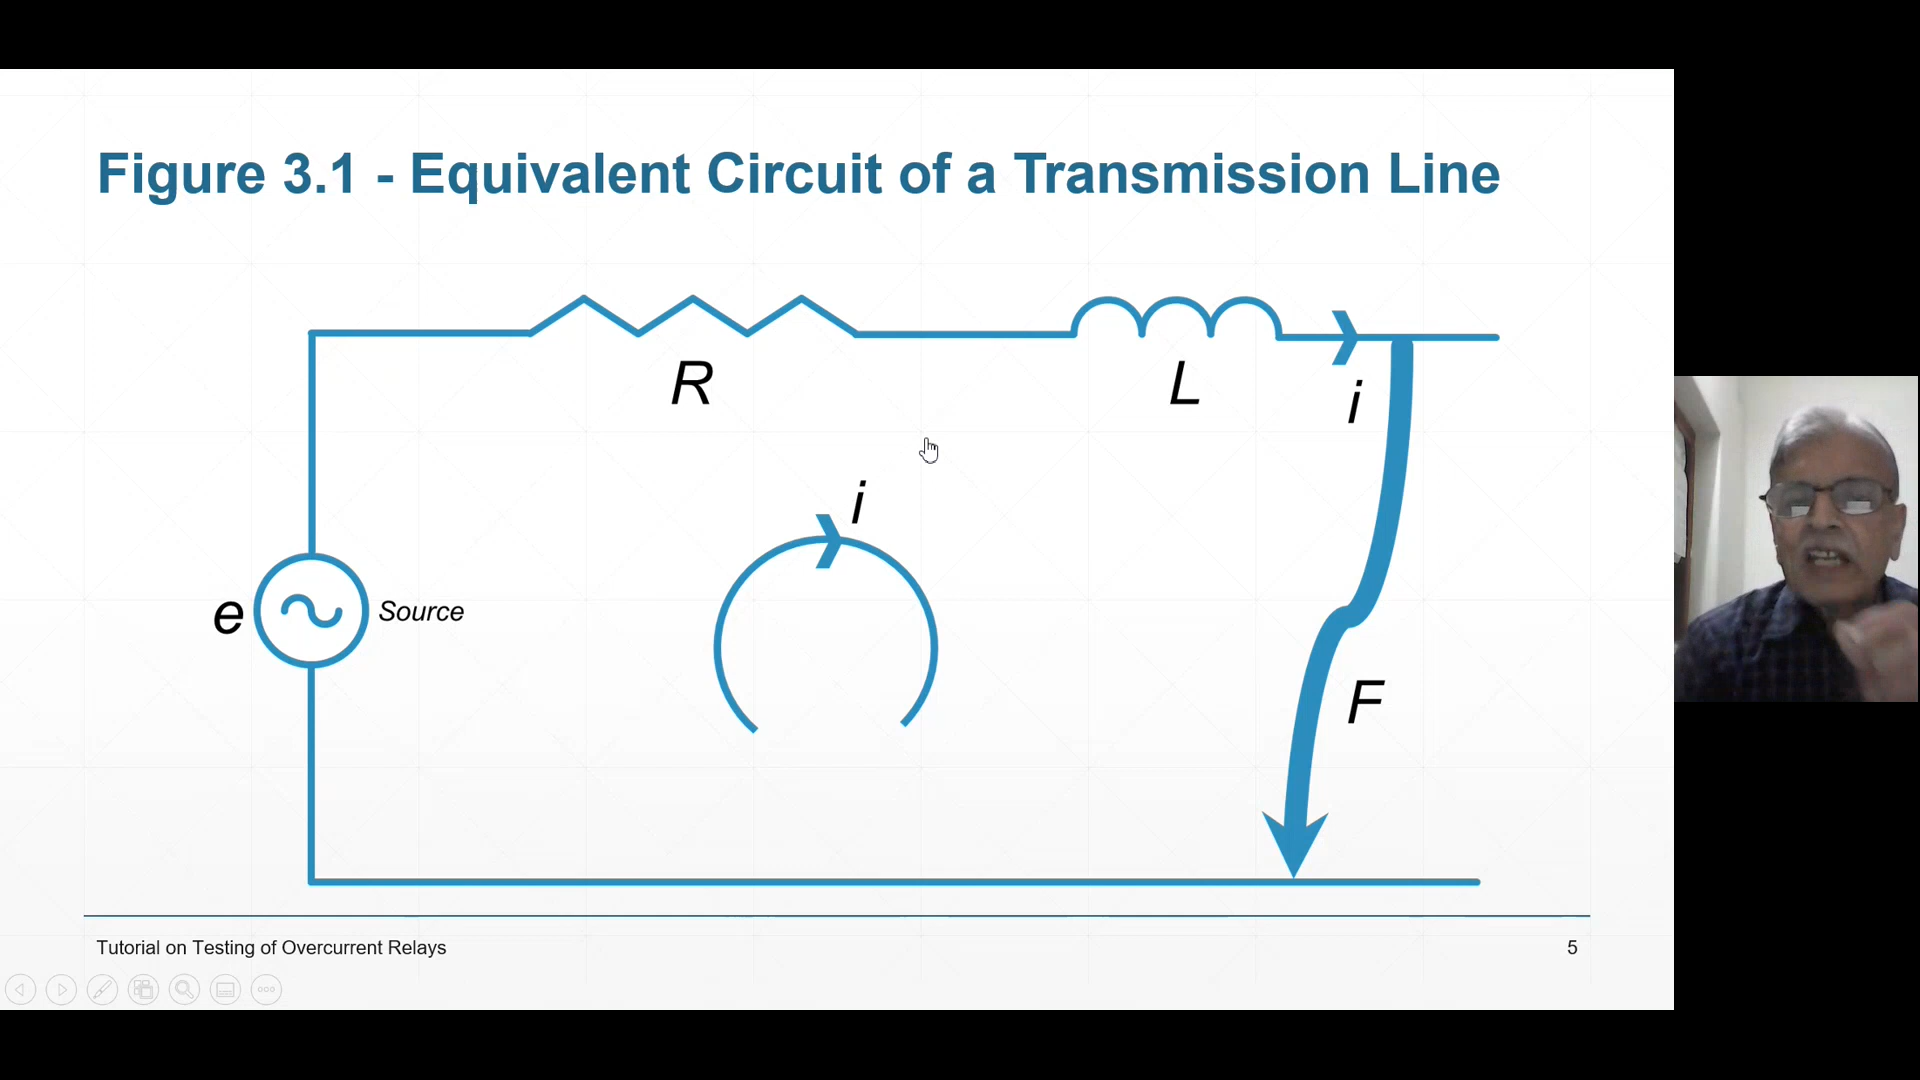 Figure 3.1 - Equivalent Circuit of a Transmission Line
R
L
i
i
e
Source
F
Tutorial on Testing of Overcurrent Relays
5